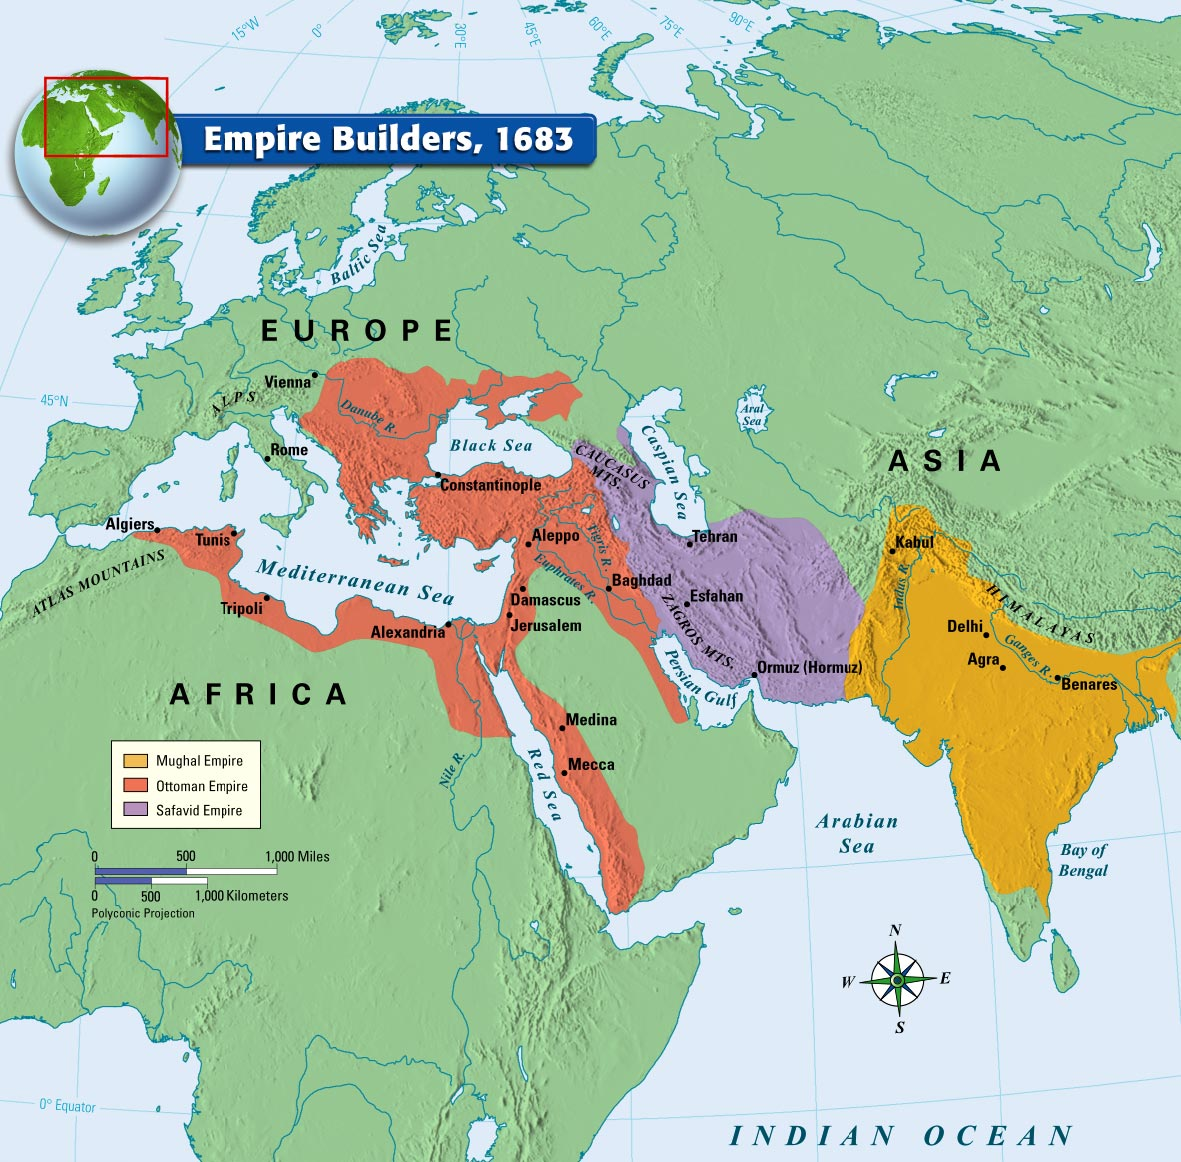 15°W
0°
30°E
45°E
60°E
75°E
90°E
Empire Builders, 1683
Baltic Sea
EUROPE
Vienna
ALPS
45°N
Danube R.
Aral
Sea
Rome
Black Sea
Caspian Sea
ASIA
CAUCASUS
MTS.
Constantinople
Algiers
Tunis
Aleppo
Tigris R.
Tehran
Kabul
ATLAS MOUNTAINS
Mediterranean Sea
Euphrates R.
Baghdad
Esfahan
Indus R.
HIMALAYAS
Tripoli
Damascus
Alexandria
Jerusalem
ZAGROS MTS.
Delhi
Ganges R.
Agra
Benares
Persian Gulf
Ormuz (Hormuz)
AFRICA
Medina
Mecca
Red Sea
Nile R.
Mughal Empire
Ottoman Empire
Safavid Empire
Arabian
Sea
Bay of
Bengal
0 500 1,000 Miles
0 500 1,000 Kilometers
Polyconic Projection
N
W E
S
0° Equator
INDIAN OCEAN